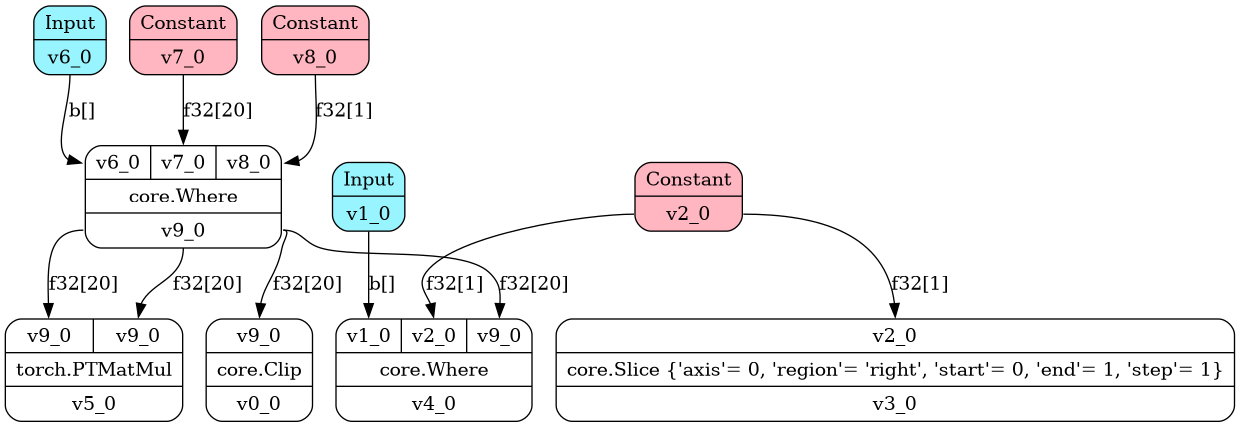 Input
v6_0
Constant
v7_0
Constant
v8_0
b[]
f32[20]
f32[1]
v6_0 v7_0 v8_0
core.Where
v9_0
Input
v1_0
Constant
v2_0
f32[20]
f32[20]
f32[20]
b[]
f32[1]
f32[20]
f32[1]
v9_0 v9_0
torch.PTMatMul
v5_0
v9_0
core.Clip
v0_0
v1_0 v2_0 v9_0
core.Where
v4_0
v2_0
core.Slice {'axis'= 0, 'region'= 'right', 'start'= 0, 'end'= 1, 'step'= 1}
v3_0